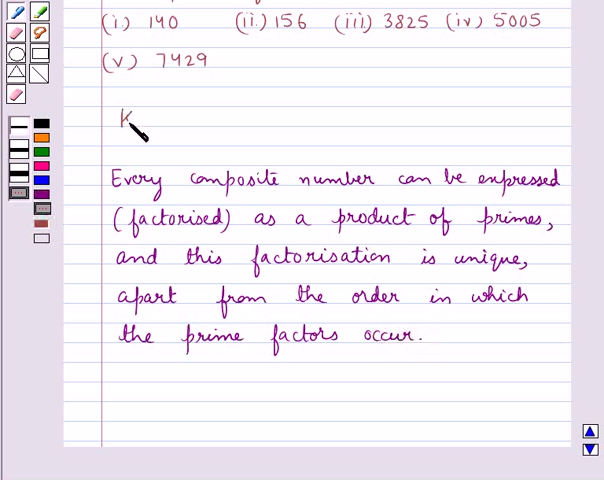 (i.) 140 (ii.) 156 (iii) 3825 (iv) 5005
(v) 7429
K
Every composite number can be expressed
(factorised) as a product of primes,
and this factorisation is unique,
apart from the order in which
the prime factors occur.